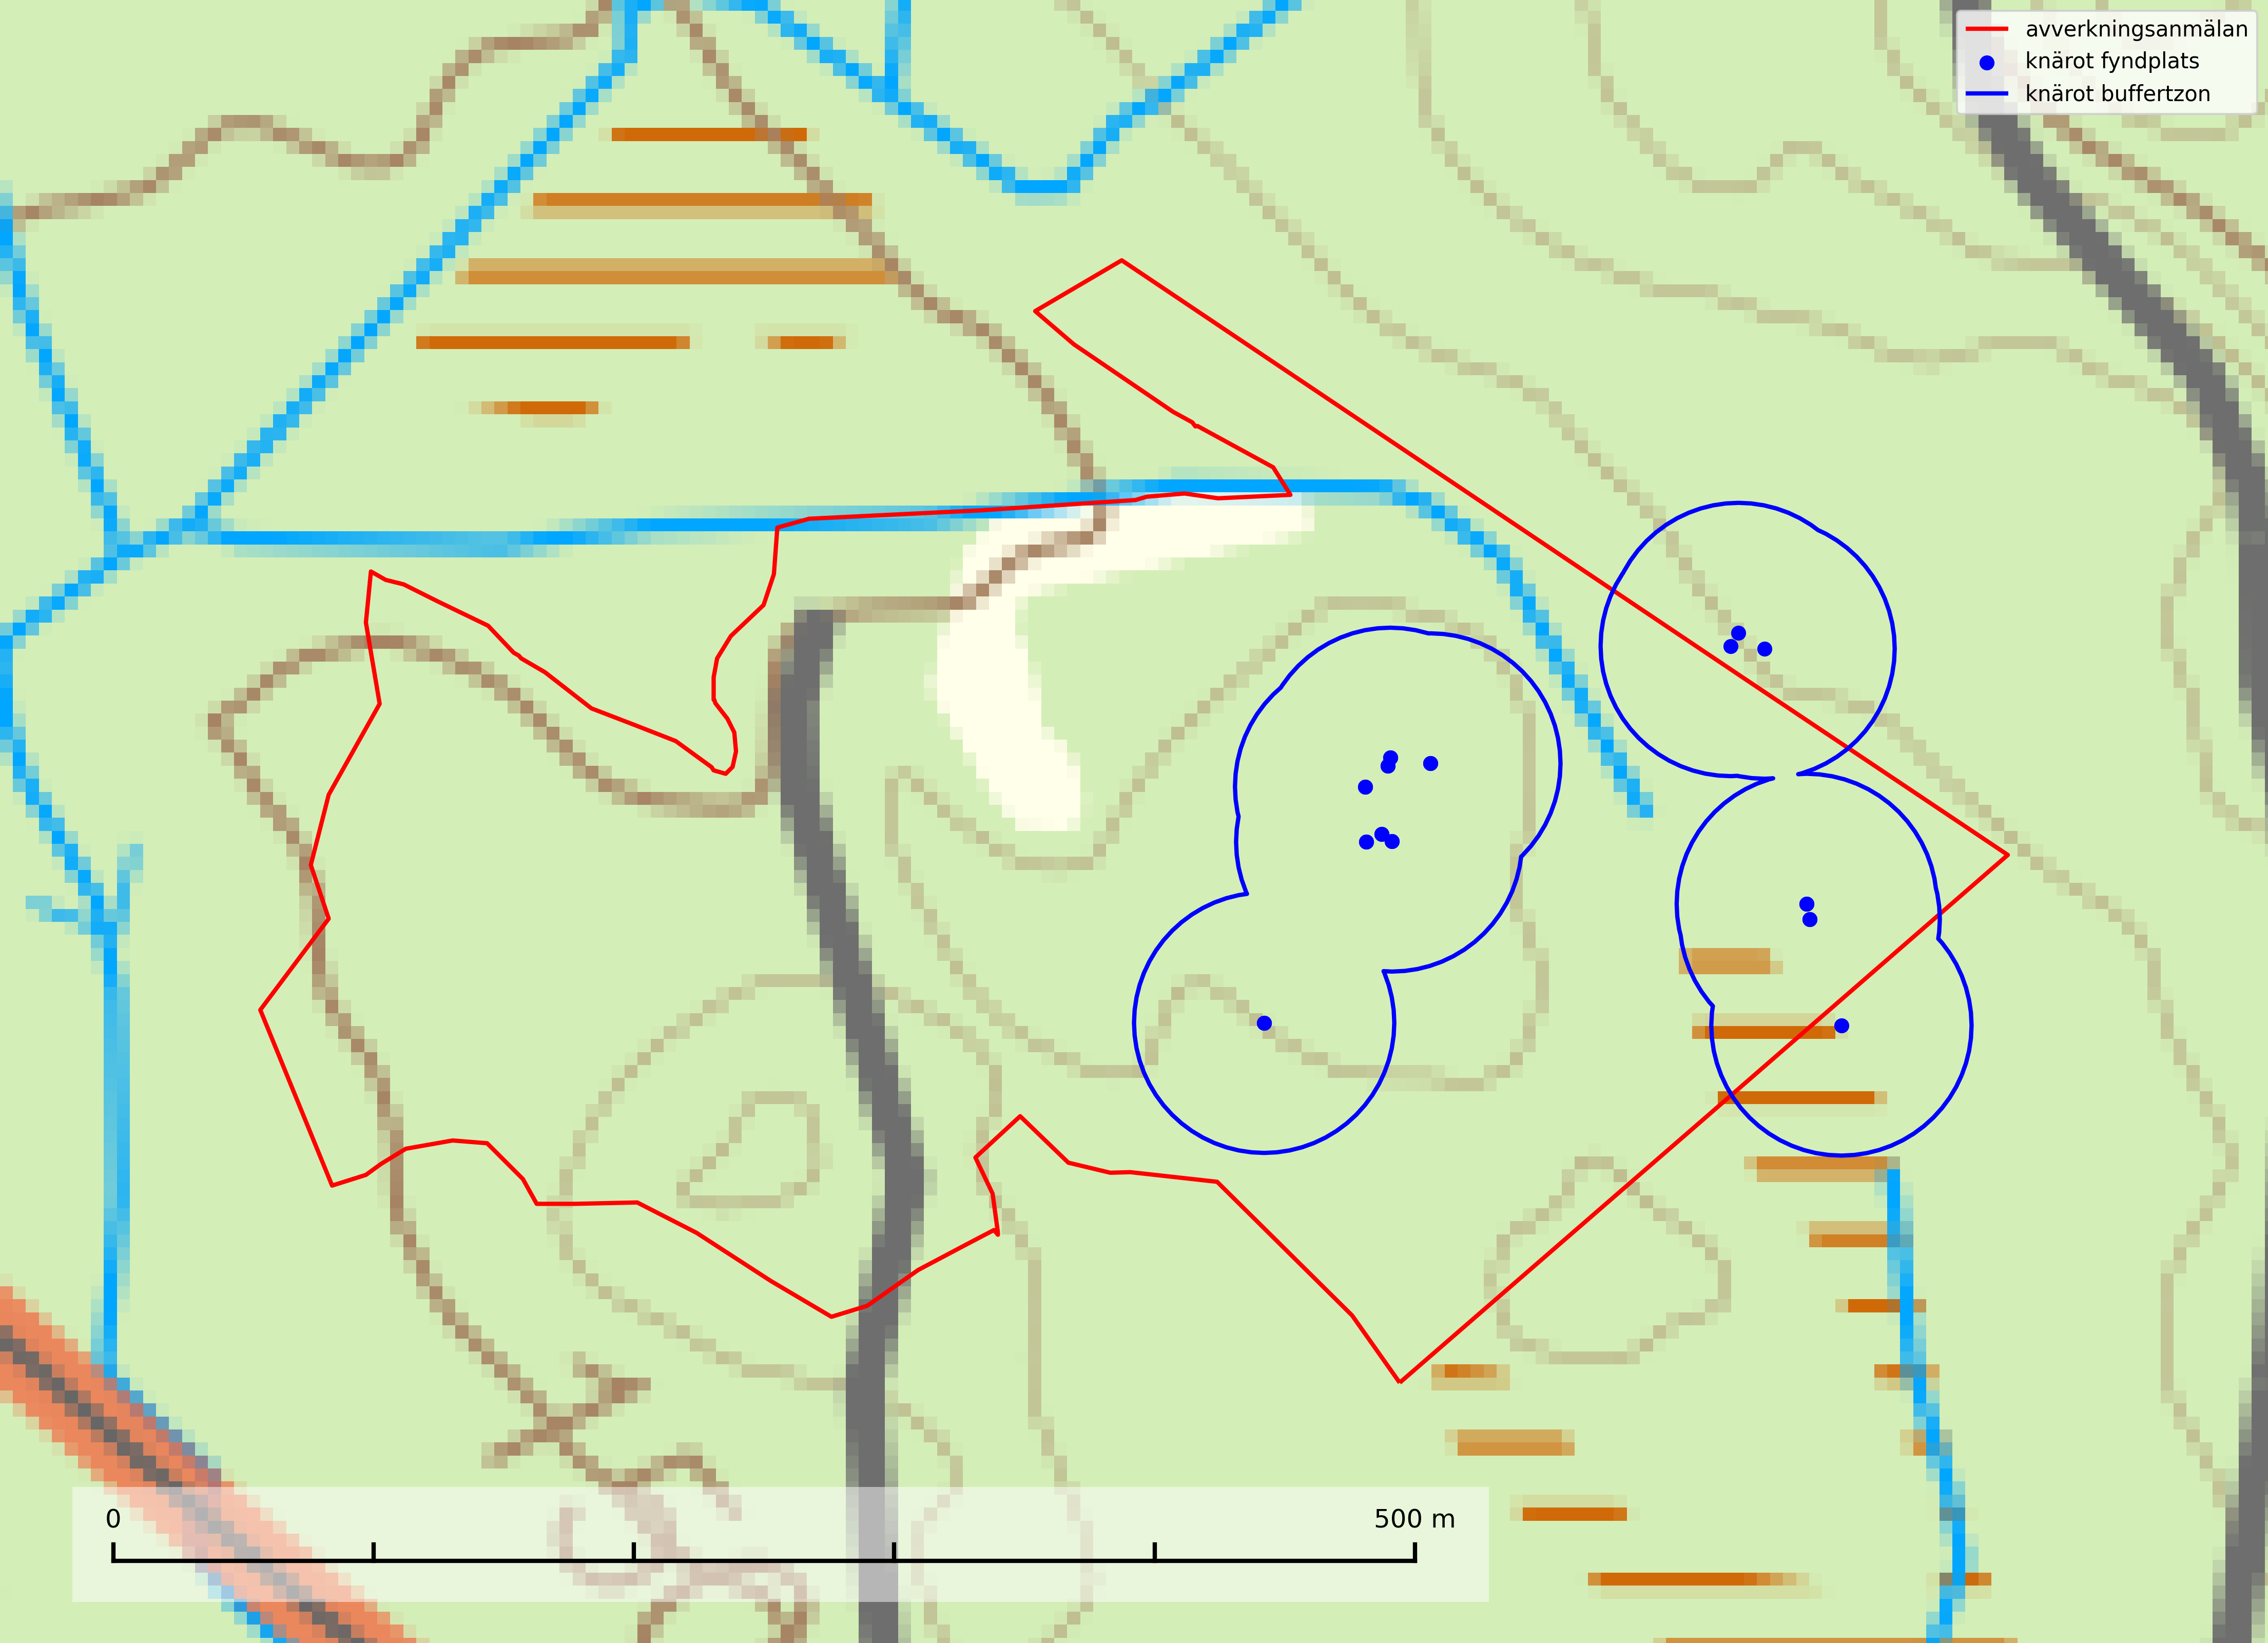 avverkningsanmälan
knärot fyndplats
knärot buffertzon
0
500 m